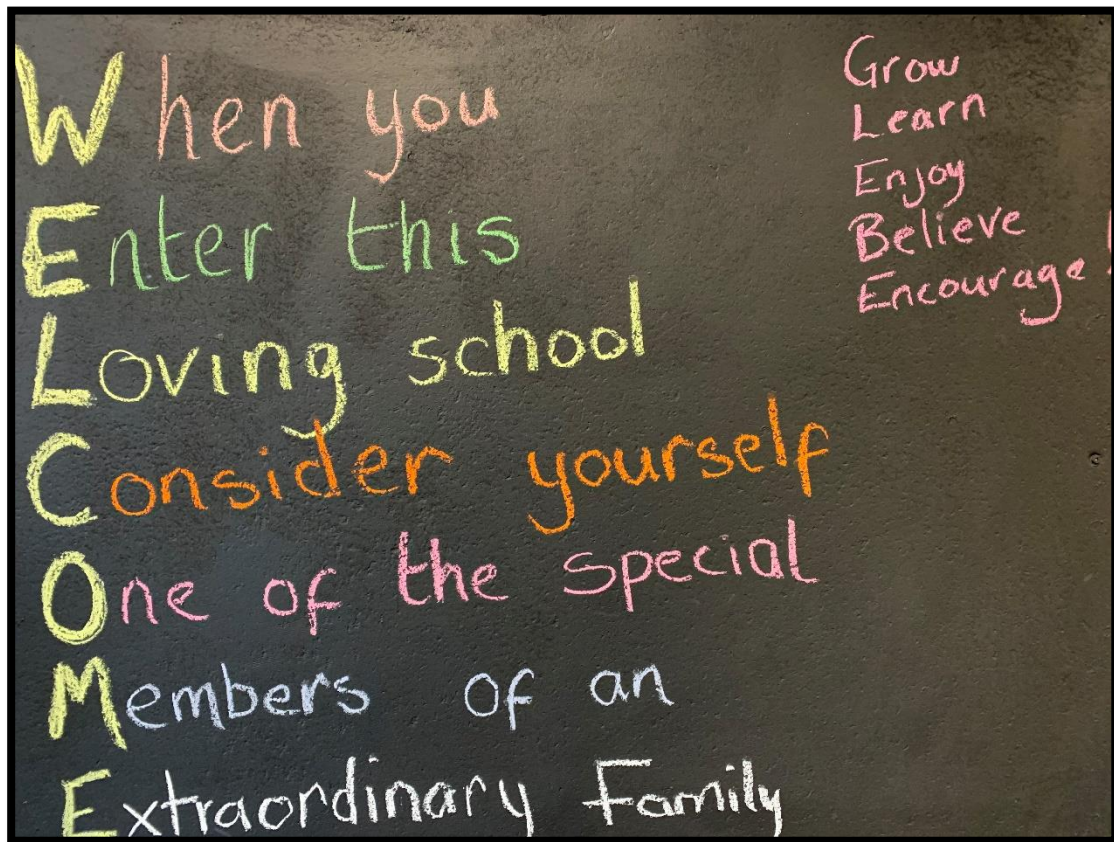 When you
Enter this
Loving school
Consider yourself
One of the special
Members of an
Extraordinary Family
Grow
Learn
Enjoy
Believe
Encourage